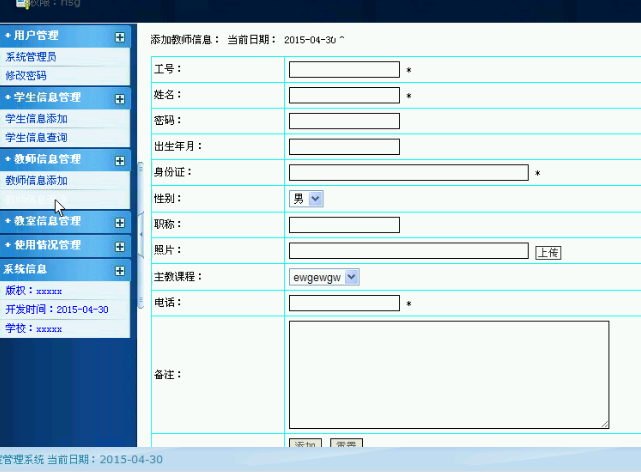 权限：hsg
用户管理
系统管理员
修改密码
学生信息管理
学生信息添加
学生信息查询
教师信息管理
教师信息添加
教室信息管理
使用情况管理
系统信息
版权：xxxxx
开发时间：2015-04-30
学校：xxxxx
添加教师信息： 当前日期： 2015-04-30
工号： *
姓名： *
密码：
出生年月：
身份证： *
性别： 男
职称：
照片： 上传
主教课程： ewgewgw
电话： *
备注：
添加 重置
管理系统 当前日期：2015-04-30